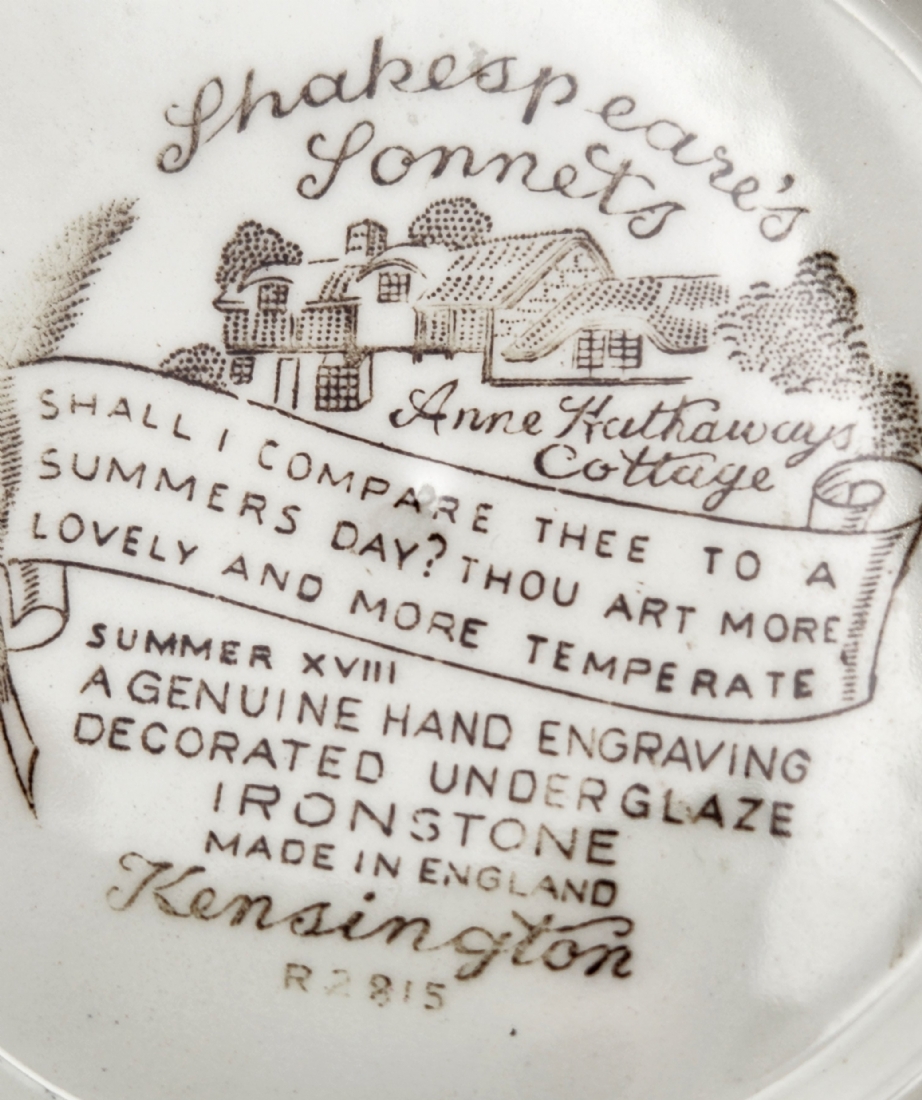 Shakespeare's
Sonnets
Anne Hathaways
Cottage
SHALL I COMPARE THEE TO A
SUMMERS DAY? THOU ART MORE
LOVELY AND MORE TEMPERATE
SUMMER XVIII
A GENUINE HAND ENGRAVING
DECORATED UNDERGLAZE
IRONSTONE
MADE IN ENGLAND
Kensington
R2815